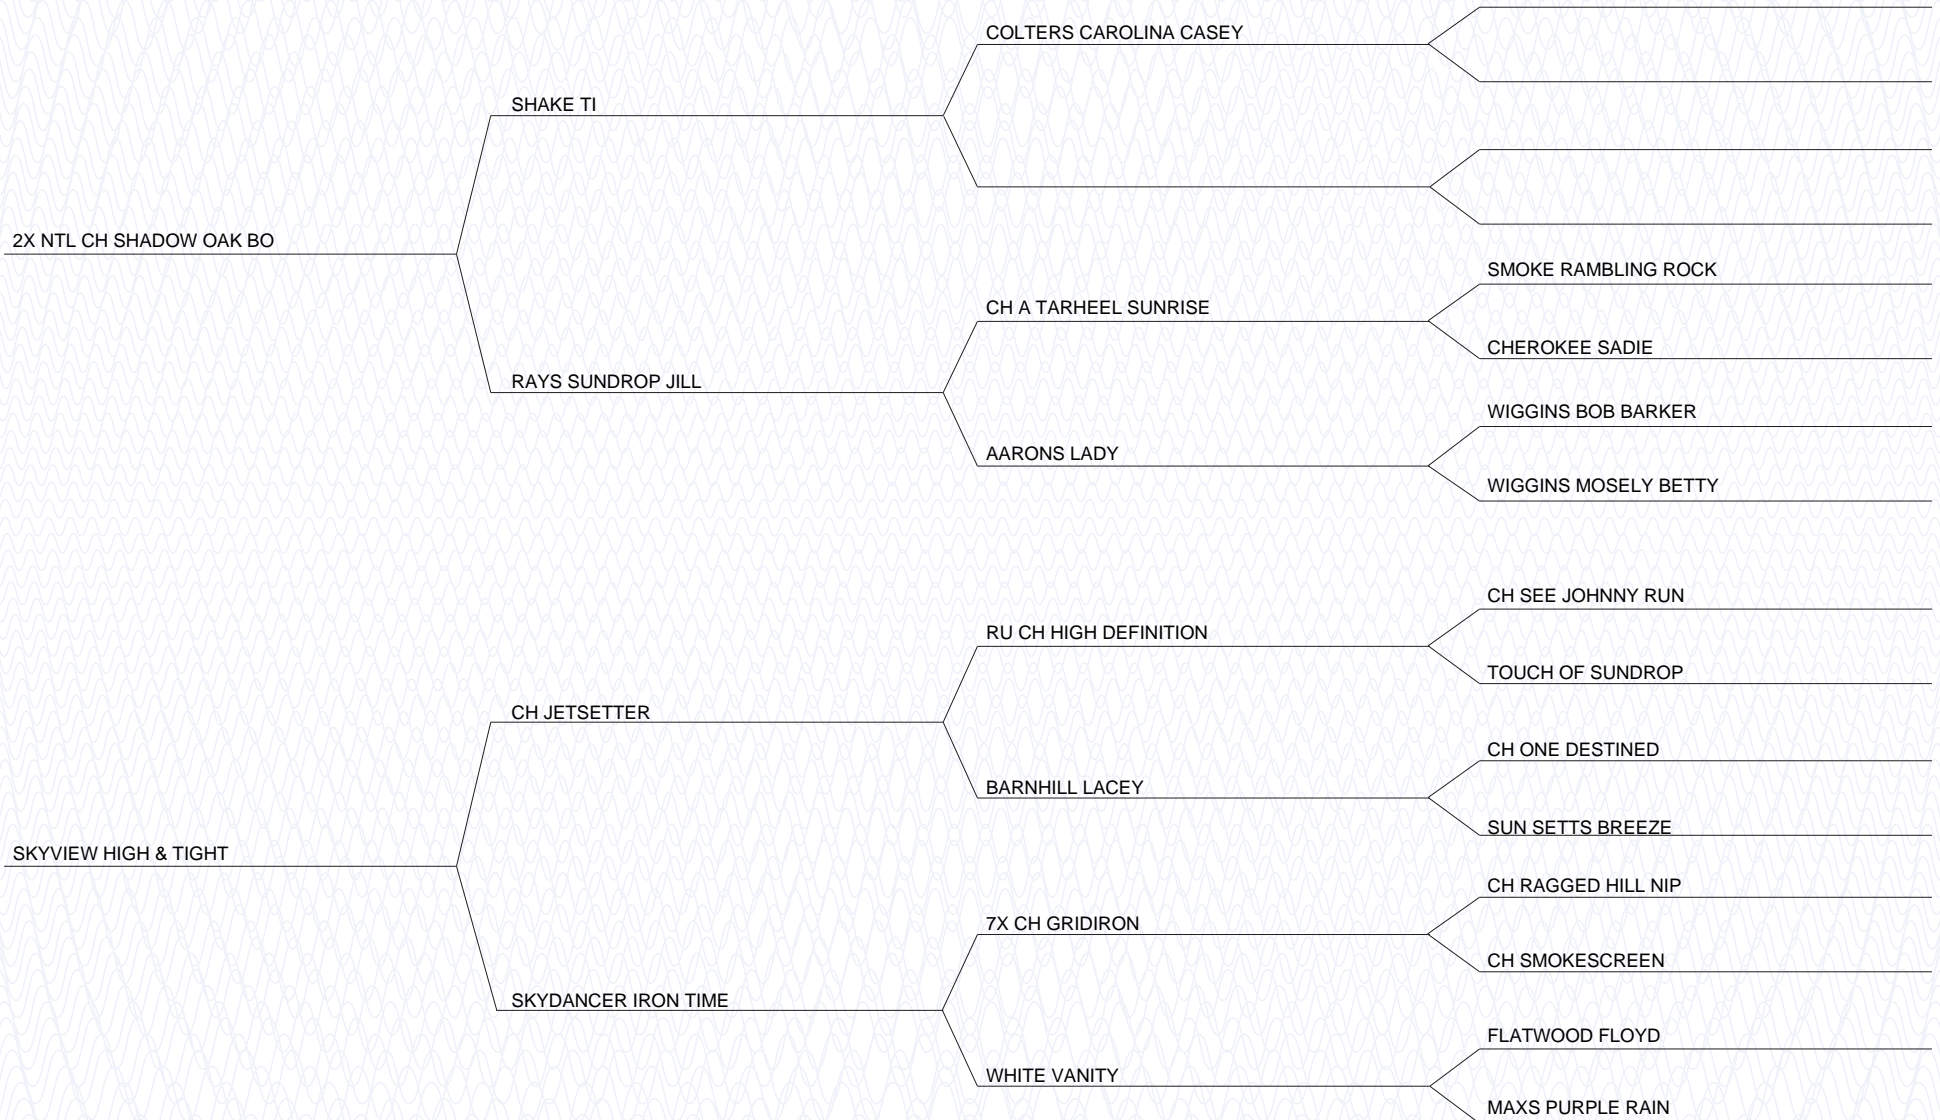 COLTERS CAROLINA CASEY
SHAKE TI
2X NTL CH SHADOW OAK BO
SMOKE RAMBLING ROCK
CH A TARHEEL SUNRISE
CHEROKEE SADIE
RAYS SUNDROP JILL
WIGGINS BOB BARKER
AARONS LADY
WIGGINS MOSELY BETTY
CH SEE JOHNNY RUN
RU CH HIGH DEFINITION
TOUCH OF SUNDROP
CH JETSETTER
CH ONE DESTINED
BARNHILL LACEY
SUN SETTS BREEZE
SKYVIEW HIGH & TIGHT
CH RAGGED HILL NIP
7X CH GRIDIRON
CH SMOKESCREEN
SKYDANCER IRON TIME
FLATWOOD FLOYD
WHITE VANITY
MAXS PURPLE RAIN